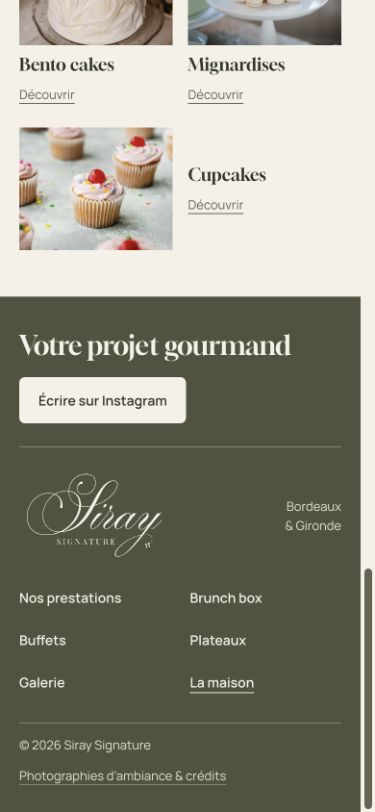 Bento cakes
Mignardises
Découvrir
Découvrir
Cupcakes
Découvrir
Votre projet gourmand
Écrire sur Instagram
Siray
SIGNATURE
Bordeaux
& Gironde
Nos prestations
Brunch box
Buffets
Plateaux
Galerie
La maison
© 2026 Siray Signature
Photographies d'ambiance & crédits